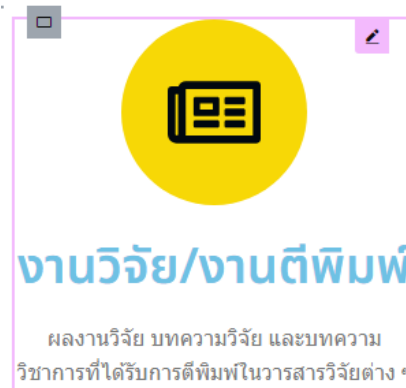 งานวิจัย/งานตีพิมพ์
ผลงานวิจัย บทความวิจัย และบทความ
วิชาการที่ได้รับการตีพิมพ์ในวารสารวิจัยต่าง ๆ